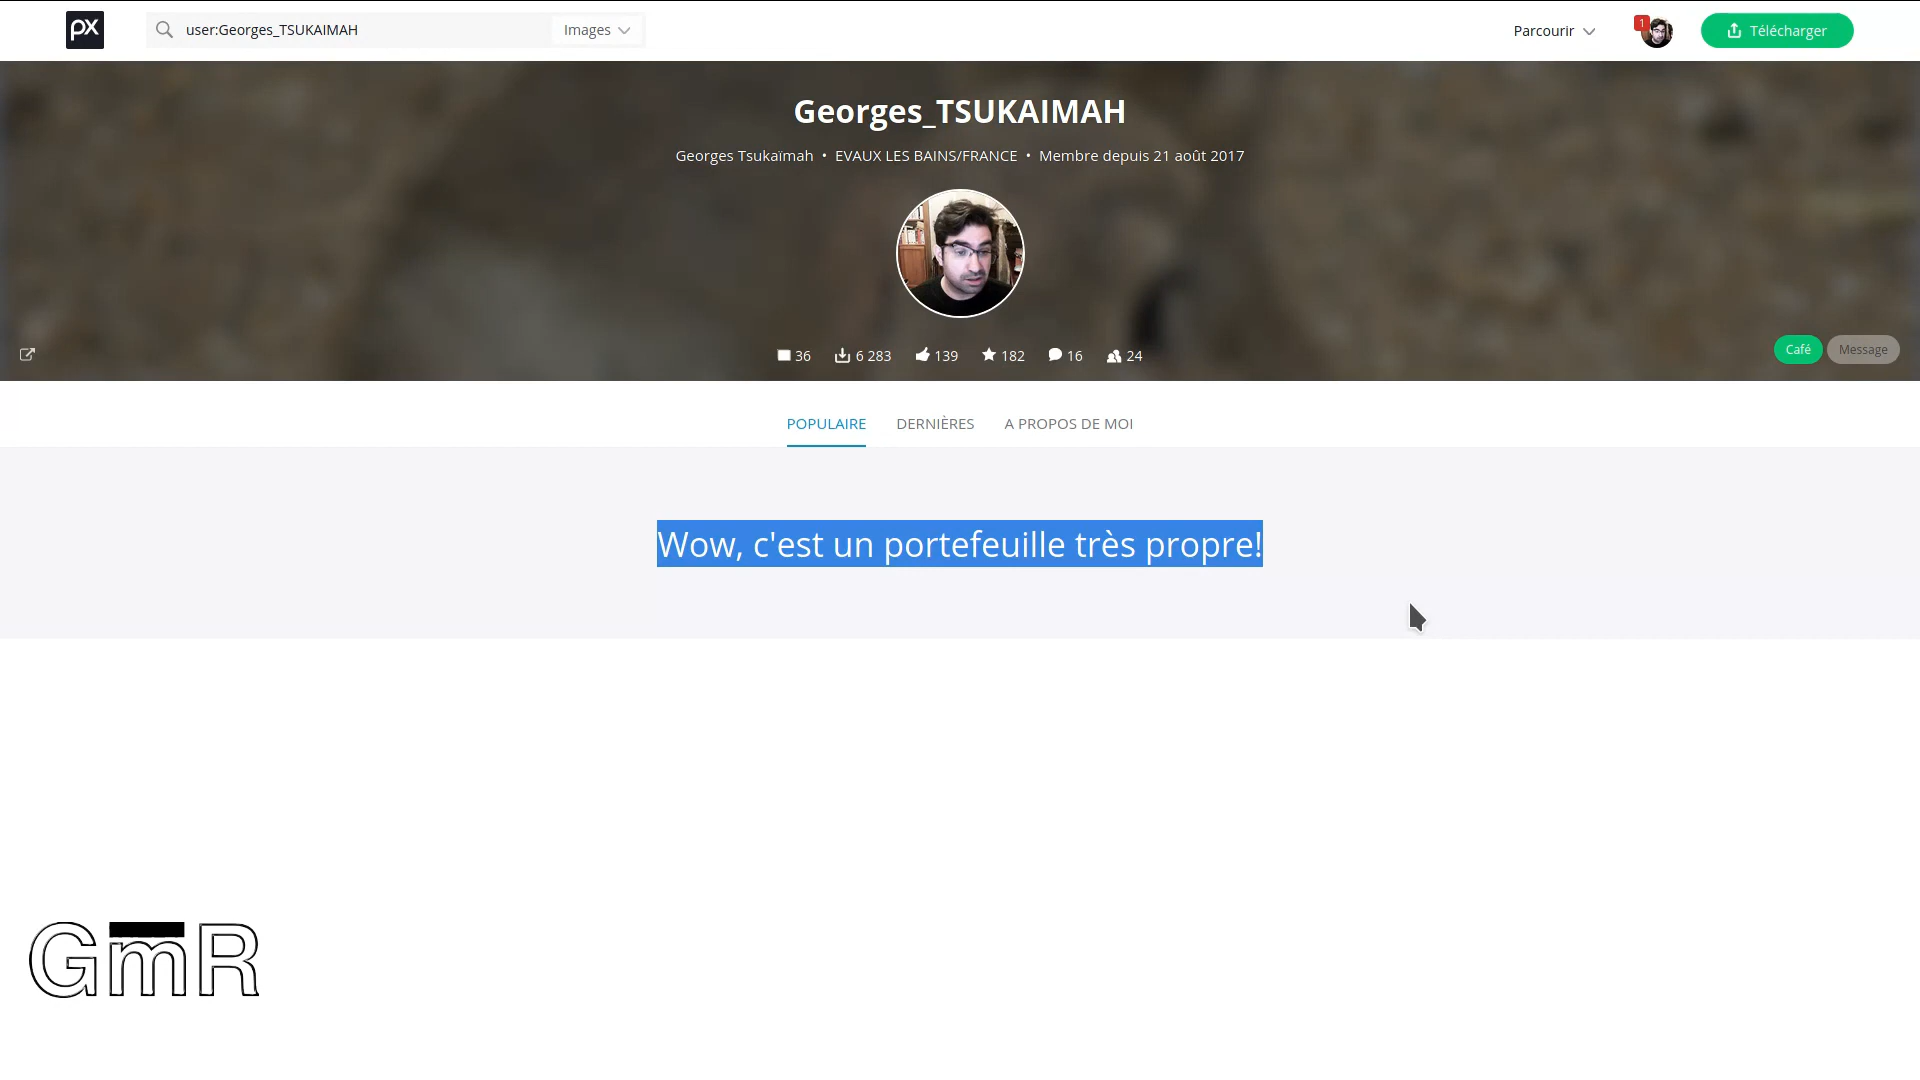 px
user:Georges_TSUKAIMAH
Images
Parcourir
1
Télécharger
Georges_TSUKAIMAH
Georges Tsukaïmah • EVAUX LES BAINS/FRANCE • Membre depuis 21 août 2017
36 6 283 139 182 16 24
Café
Message
POPULAIRE
DERNIÈRES
A PROPOS DE MOI
Wow, c'est un portefeuille très propre!
GmR